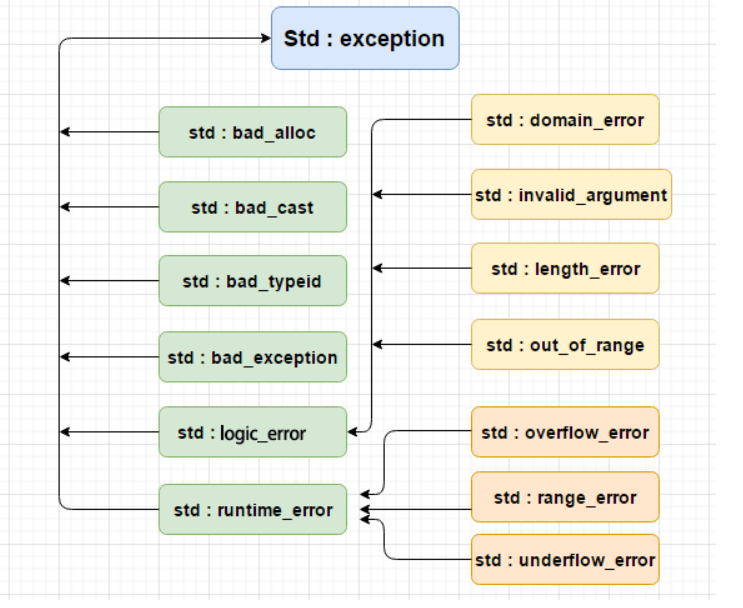 Std : exception
std : bad_alloc
std : bad_cast
std : bad_typeid
std : bad_exception
std : logic_error
std : runtime_error
std : domain_error
std : invalid_argument
std : length_error
std : out_of_range
std : overflow_error
std : range_error
std : underflow_error